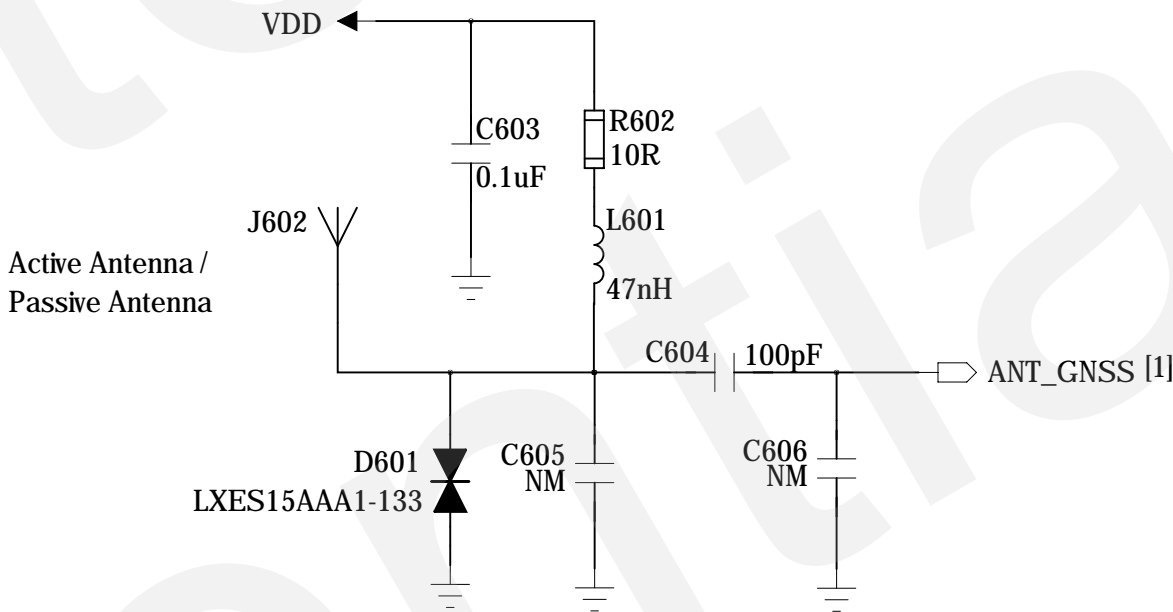 VDD
C603
0.1uF
R602
10R
J602
L601
47nH
Active Antenna /
Passive Antenna
C604
100pF
ANT_GNSS [1]
D601
LXES15AAA1-133
C605
NM
C606
NM